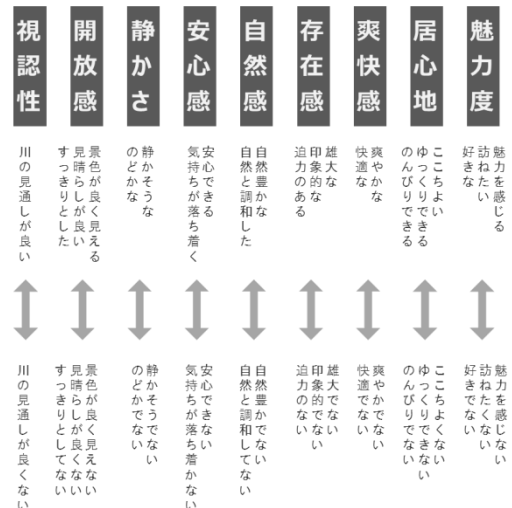 魅力度
居心地
爽快感
存在感
自然感
安心感
静かさ
開放感
視認性
魅力を感じる
訪ねたい
好きな
ここちよい
ゆっくりできる
のんびりできる
爽やかな
快適な
雄大な
印象的な
迫力のある
自然豊かな
自然と調和した
安心できる
気持ちが落ち着く
静かそうな
のどかな
景色が良く見える
見晴らしが良い
すっきりとした
川の見通しが良い
魅力を感じない
訪ねたくない
好きでない
ここちよくない
ゆっくりできない
のんびりでない
爽やかでない
快適でない
雄大でない
印象的でない
迫力のない
自然豊かでない
自然と調和してない
安心できない
気持ちが落ち着かない
静かそうでない
のどかでない
景色が良く見えない
見晴らしが良くない
すっきりとしてない
川の見通しが良くない